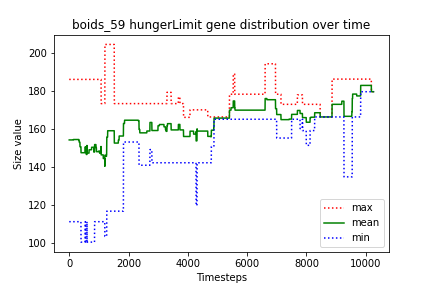 boids_59 hungerLimit gene distribution over time
Size value
200
180
160
140
120
100
0
2000
4000
6000
8000
10000
Timesteps
max
mean
min